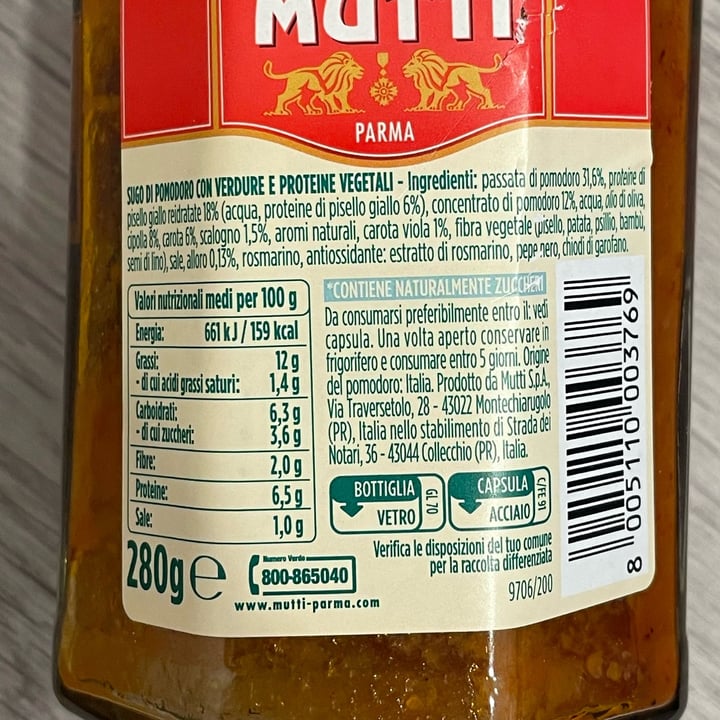 MUTTI
PARMA
SUGO DI POMODORO CON VERDURE E PROTEINE VEGETALI - Ingredienti: passata di pomodoro 31,6%, proteine di
pisello giallo reidratate 18% (acqua, proteine di pisello giallo 6%), concentrato di pomodoro 12%, acqua, olio di oliva,
cipolla 8%, carota 6%, scalogno 1,5%, aromi naturali, carota viola 1%, fibra vegetale (pisello, patata, psillio, bambù,
semi di lino), sale, alloro 0,13%, rosmarino, antiossidante: estratto di rosmarino, pepe nero, chiodi di garofano.
Valori nutrizionali medi per 100 g
Energia: 661 kJ / 159 kcal
Grassi: 12 g
- di cui acidi grassi saturi: 1,4 g
Carboidrati: 6,3 g
- di cui zuccheri: 3,6 g
Fibre: 2,0 g
Proteine: 6,5 g
Sale: 1,0 g
*CONTIENE NATURALMENTE ZUCCHERI
Da consumarsi preferibilmente entro il: vedi
capsula. Una volta aperto conservare in
frigorifero e consumare entro 5 giorni. Origine
del pomodoro: Italia. Prodotto da Mutti S.p.A.,
Via Traversetolo, 28 - 43022 Montechiarugolo
(PR), Italia nello stabilimento di Strada dei
Notari, 36 - 43044 Collecchio (PR), Italia.
BOTTIGLIA
VETRO
GL 70
CAPSULA
ACCIAIO
C/FE 91
Verifica le disposizioni del tuo comune
per la raccolta differenziata
9706/200
280g e
Numero Verde
800-865040
www.mutti-parma.com
8 005110 003769